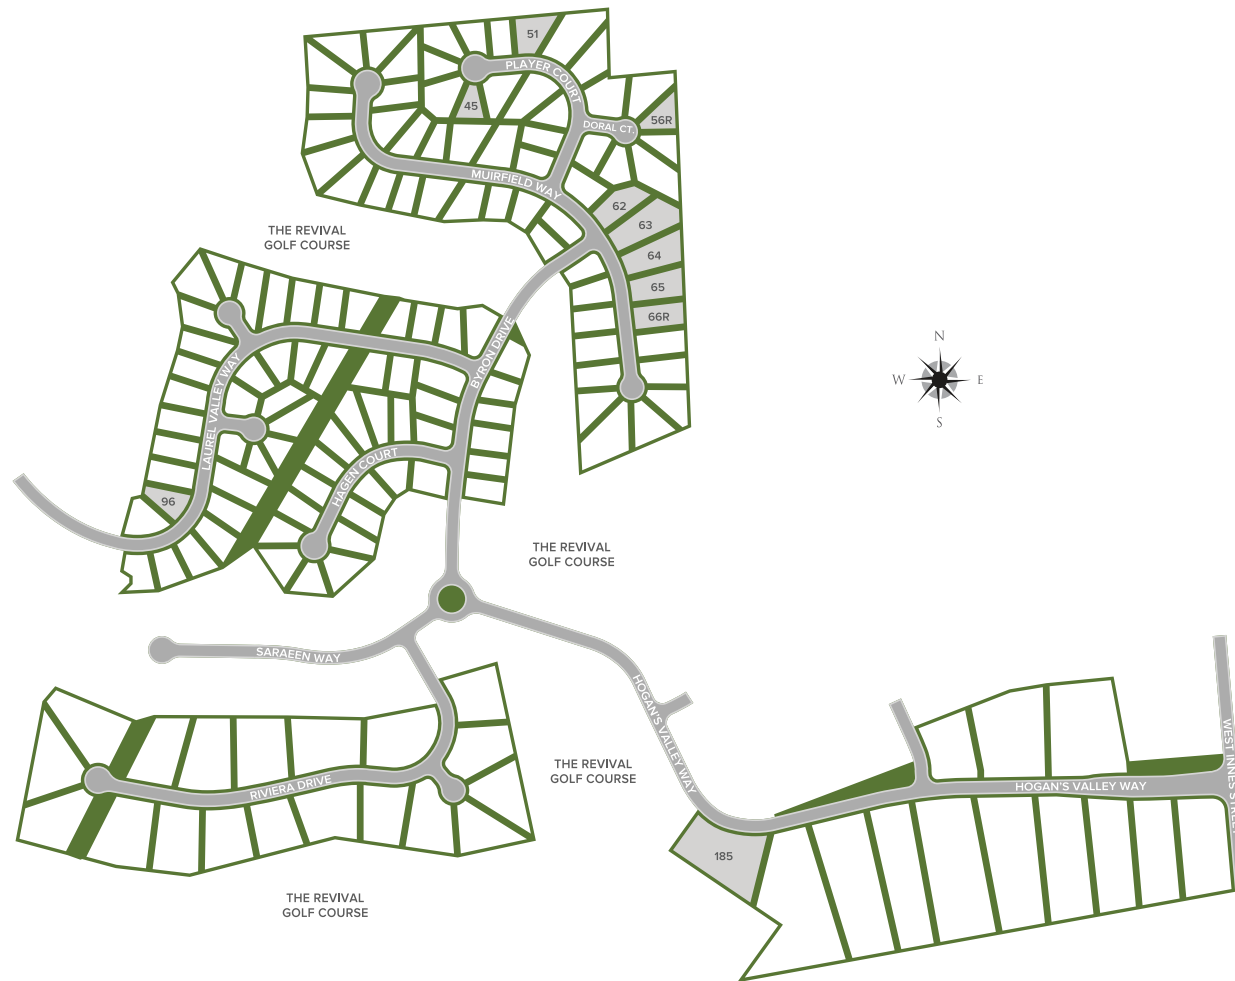 51
PLAYER COURT
45
DORAL CT.
56R
MUIRFIELD WAY
62
63
THE REVIVAL
GOLF COURSE
64
65
66R
BYRON DRIVE
LAUREL VALLEY WAY
N
W
E
S
HAGEN COURT
96
THE REVIVAL
GOLF COURSE
SARAEEN WAY
HOGAN'S VALLEY WAY
THE REVIVAL
GOLF COURSE
RIVIERA DRIVE
HOGAN'S VALLEY WAY
WEST INNES STREET
185
THE REVIVAL
GOLF COURSE